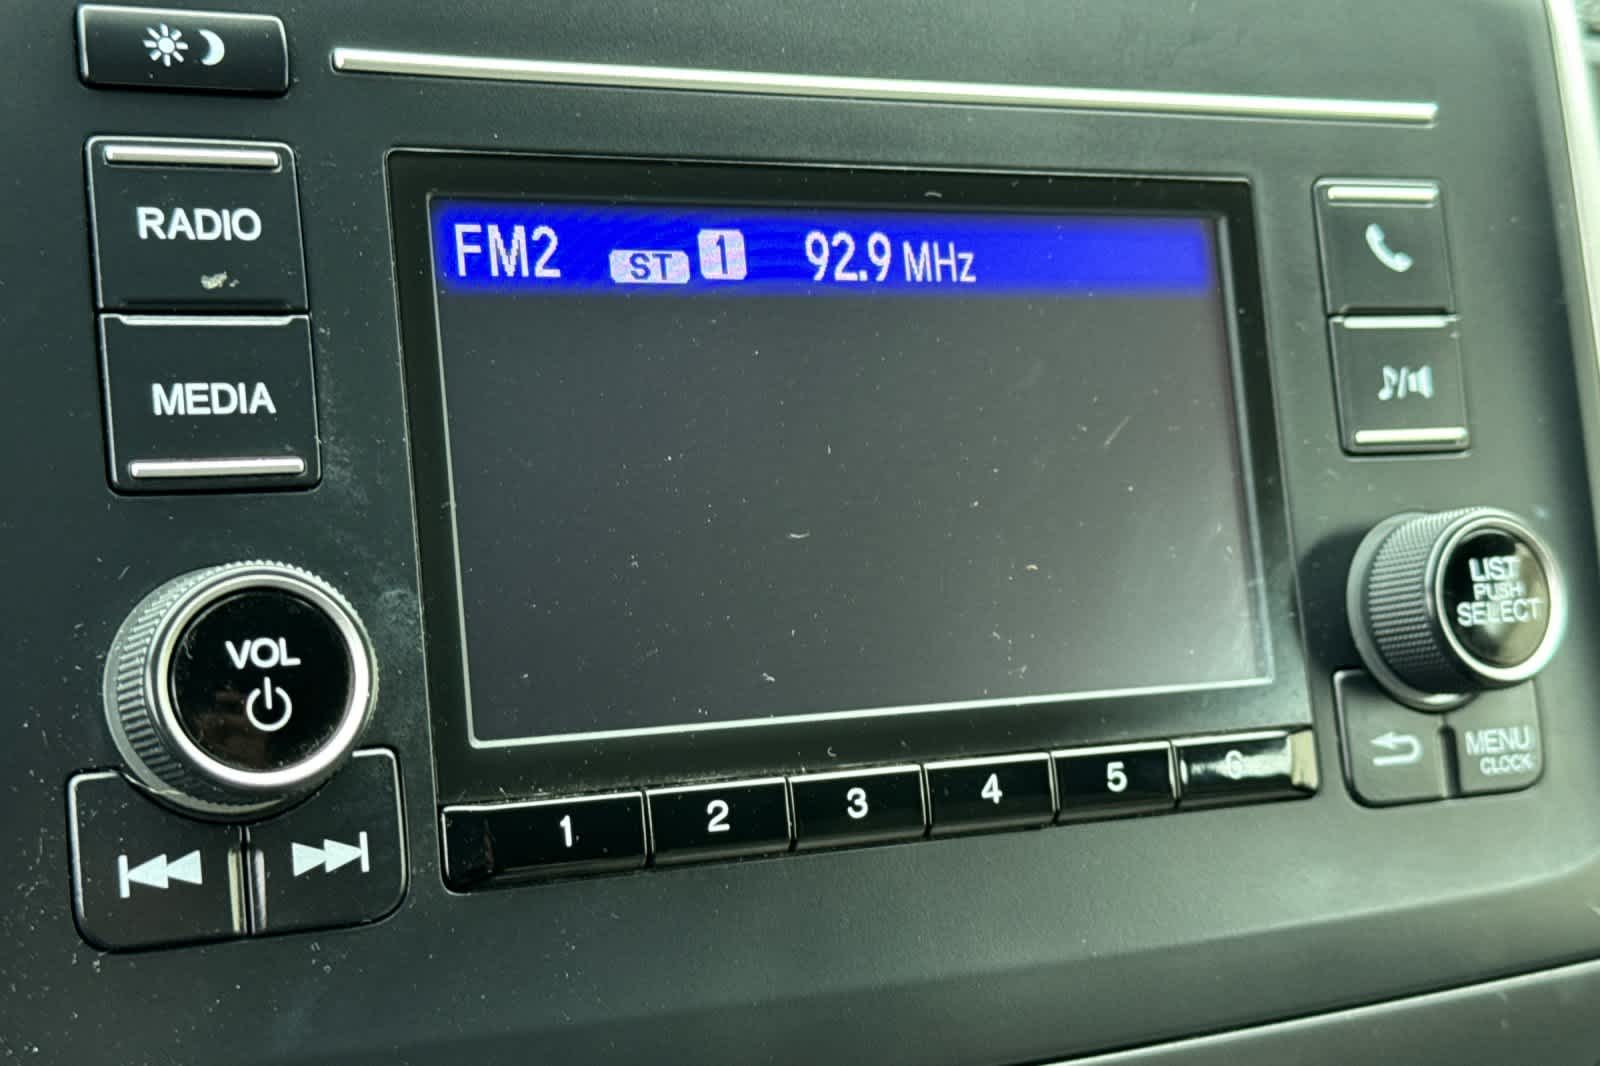 RADIO
MEDIA
FM2 ST 1 92.9 MHz
VOL
LIST
PUSH
SELECT
MENU
CLOCK
1 2 3 4 5 6